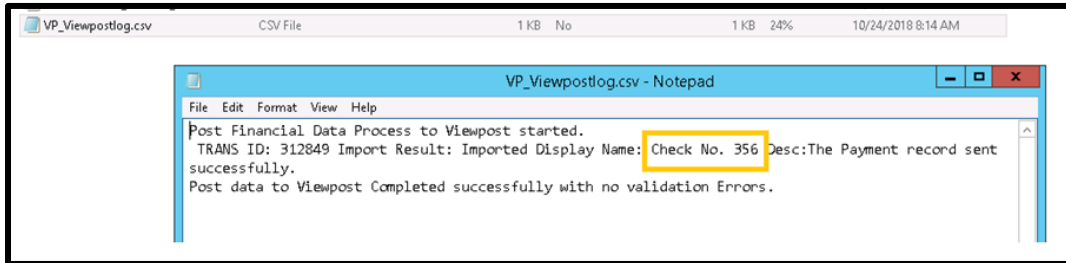 VP_Viewpostlog.csv CSV File 1 KB No 1 KB 24% 10/24/2018 8:14 AM
VP_Viewpostlog.csv - Notepad
File Edit Format View Help
Post Financial Data Process to Viewpost started.
TRANS ID: 312849 Import Result: Imported Display Name: Check No. 356 Desc:The Payment record sent
successfully.
Post data to Viewpost Completed successfully with no validation Errors.